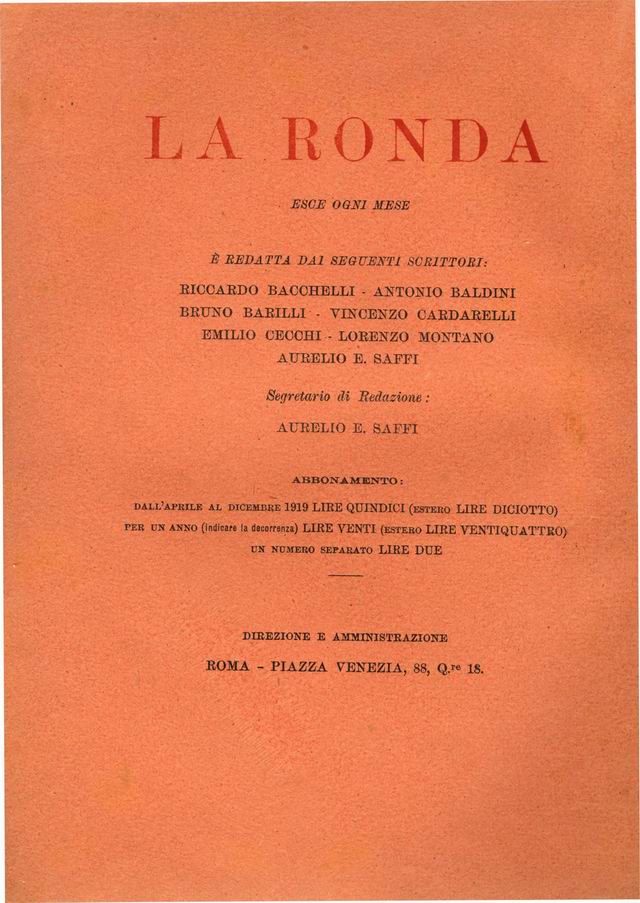 LA RONDA
ESCE OGNI MESE
È REDATTA DAI SEGUENTI SCRITTORI:
RICCARDO BACCHELLI - ANTONIO BALDINI
BRUNO BARILLI - VINCENZO CARDARELLI
EMILIO CECCHI - LORENZO MONTANO
AURELIO E. SAFFI
Segretario di Redazione:
AURELIO E. SAFFI
ABBONAMENTO:
DALL'APRILE AL DICEMBRE 1919 LIRE QUINDICI (ESTERO LIRE DICIOTTO)
PER UN ANNO (indicare la decorrenza) LIRE VENTI (ESTERO LIRE VENTIQUATTRO)
UN NUMERO SEPARATO LIRE DUE
DIREZIONE E AMMINISTRAZIONE
ROMA - PIAZZA VENEZIA, 88, Q.re 18.